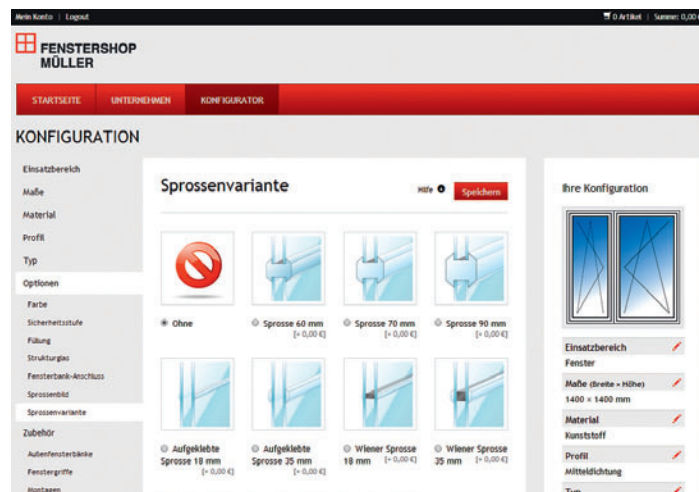 Mein Konto | Logout
0 Artikel | Summe: 0,00
FENSTERSHOP
MÜLLER
STARTSEITE UNTERNEHMEN KONFIGURATOR
KONFIGURATION
Einsatzbereich
Maße
Material
Profil
Typ
Optionen
Farbe
Sicherheitsstufe
Füllung
Strukturglas
Fensterbank-Anschluss
Sprossenbild
Sprossenvariante
Zubehör
Außenfensterbänke
Fenstergriffe
Montagen
Sprossenvariante
Hilfe
Speichern
Ohne
Sprosse 60 mm
[+ 0,00 €]
Sprosse 70 mm
[+ 0,00 €]
Sprosse 90 mm
[+ 0,00 €]
Aufgeklebte
Sprosse 18 mm
[+ 0,00 €]
Aufgeklebte
Sprosse 35 mm
[+ 0,00 €]
Wiener Sprosse
18 mm [+ 0,00 €]
Wiener Sprosse
35 mm [+ 0,00 €]
Ihre Konfiguration
Einsatzbereich
Fenster
Maße (Breite × Höhe)
1400 × 1400 mm
Material
Kunststoff
Profil
Mitteldichtung
Typ